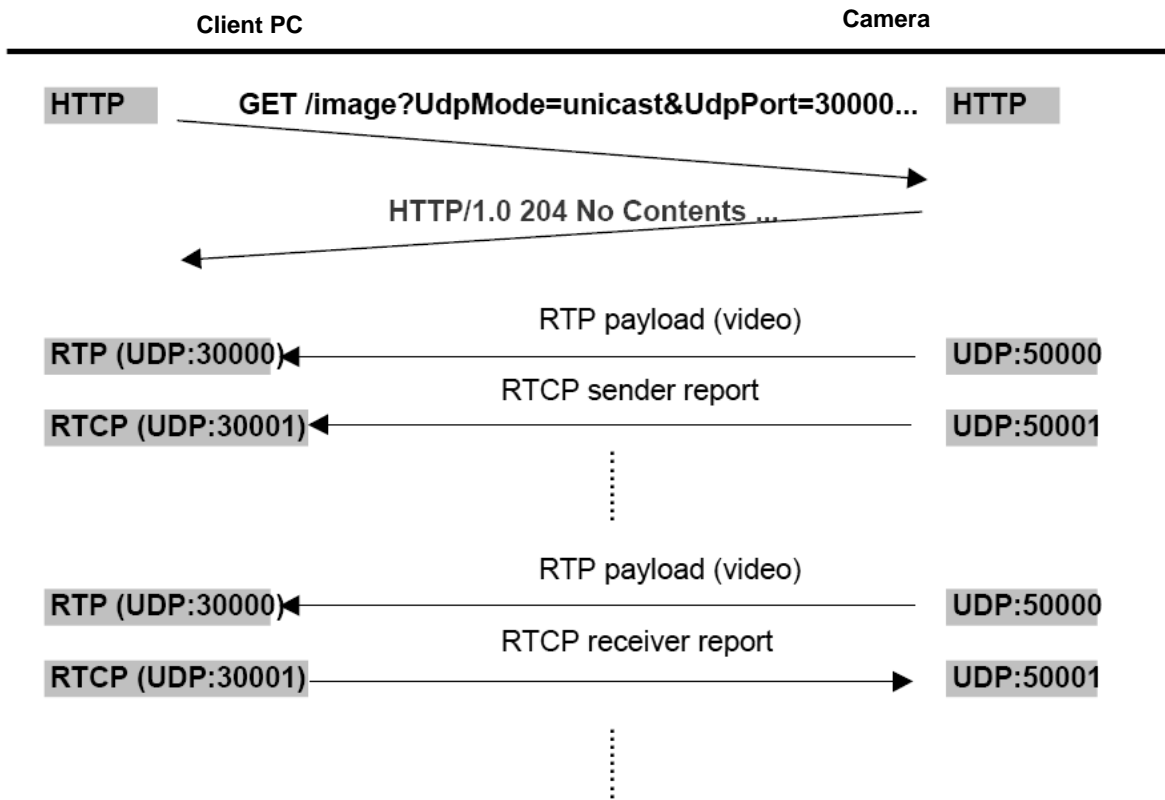 Client PC Camera
HTTP GET /image?UdpMode=unicast&UdpPort=30000... HTTP
HTTP/1.0 204 No Contents ...
RTP payload (video)
RTP (UDP:30000) UDP:50000
RTCP sender report
RTCP (UDP:30001) UDP:50001
RTP payload (video)
RTP (UDP:30000) UDP:50000
RTCP receiver report
RTCP (UDP:30001) UDP:50001